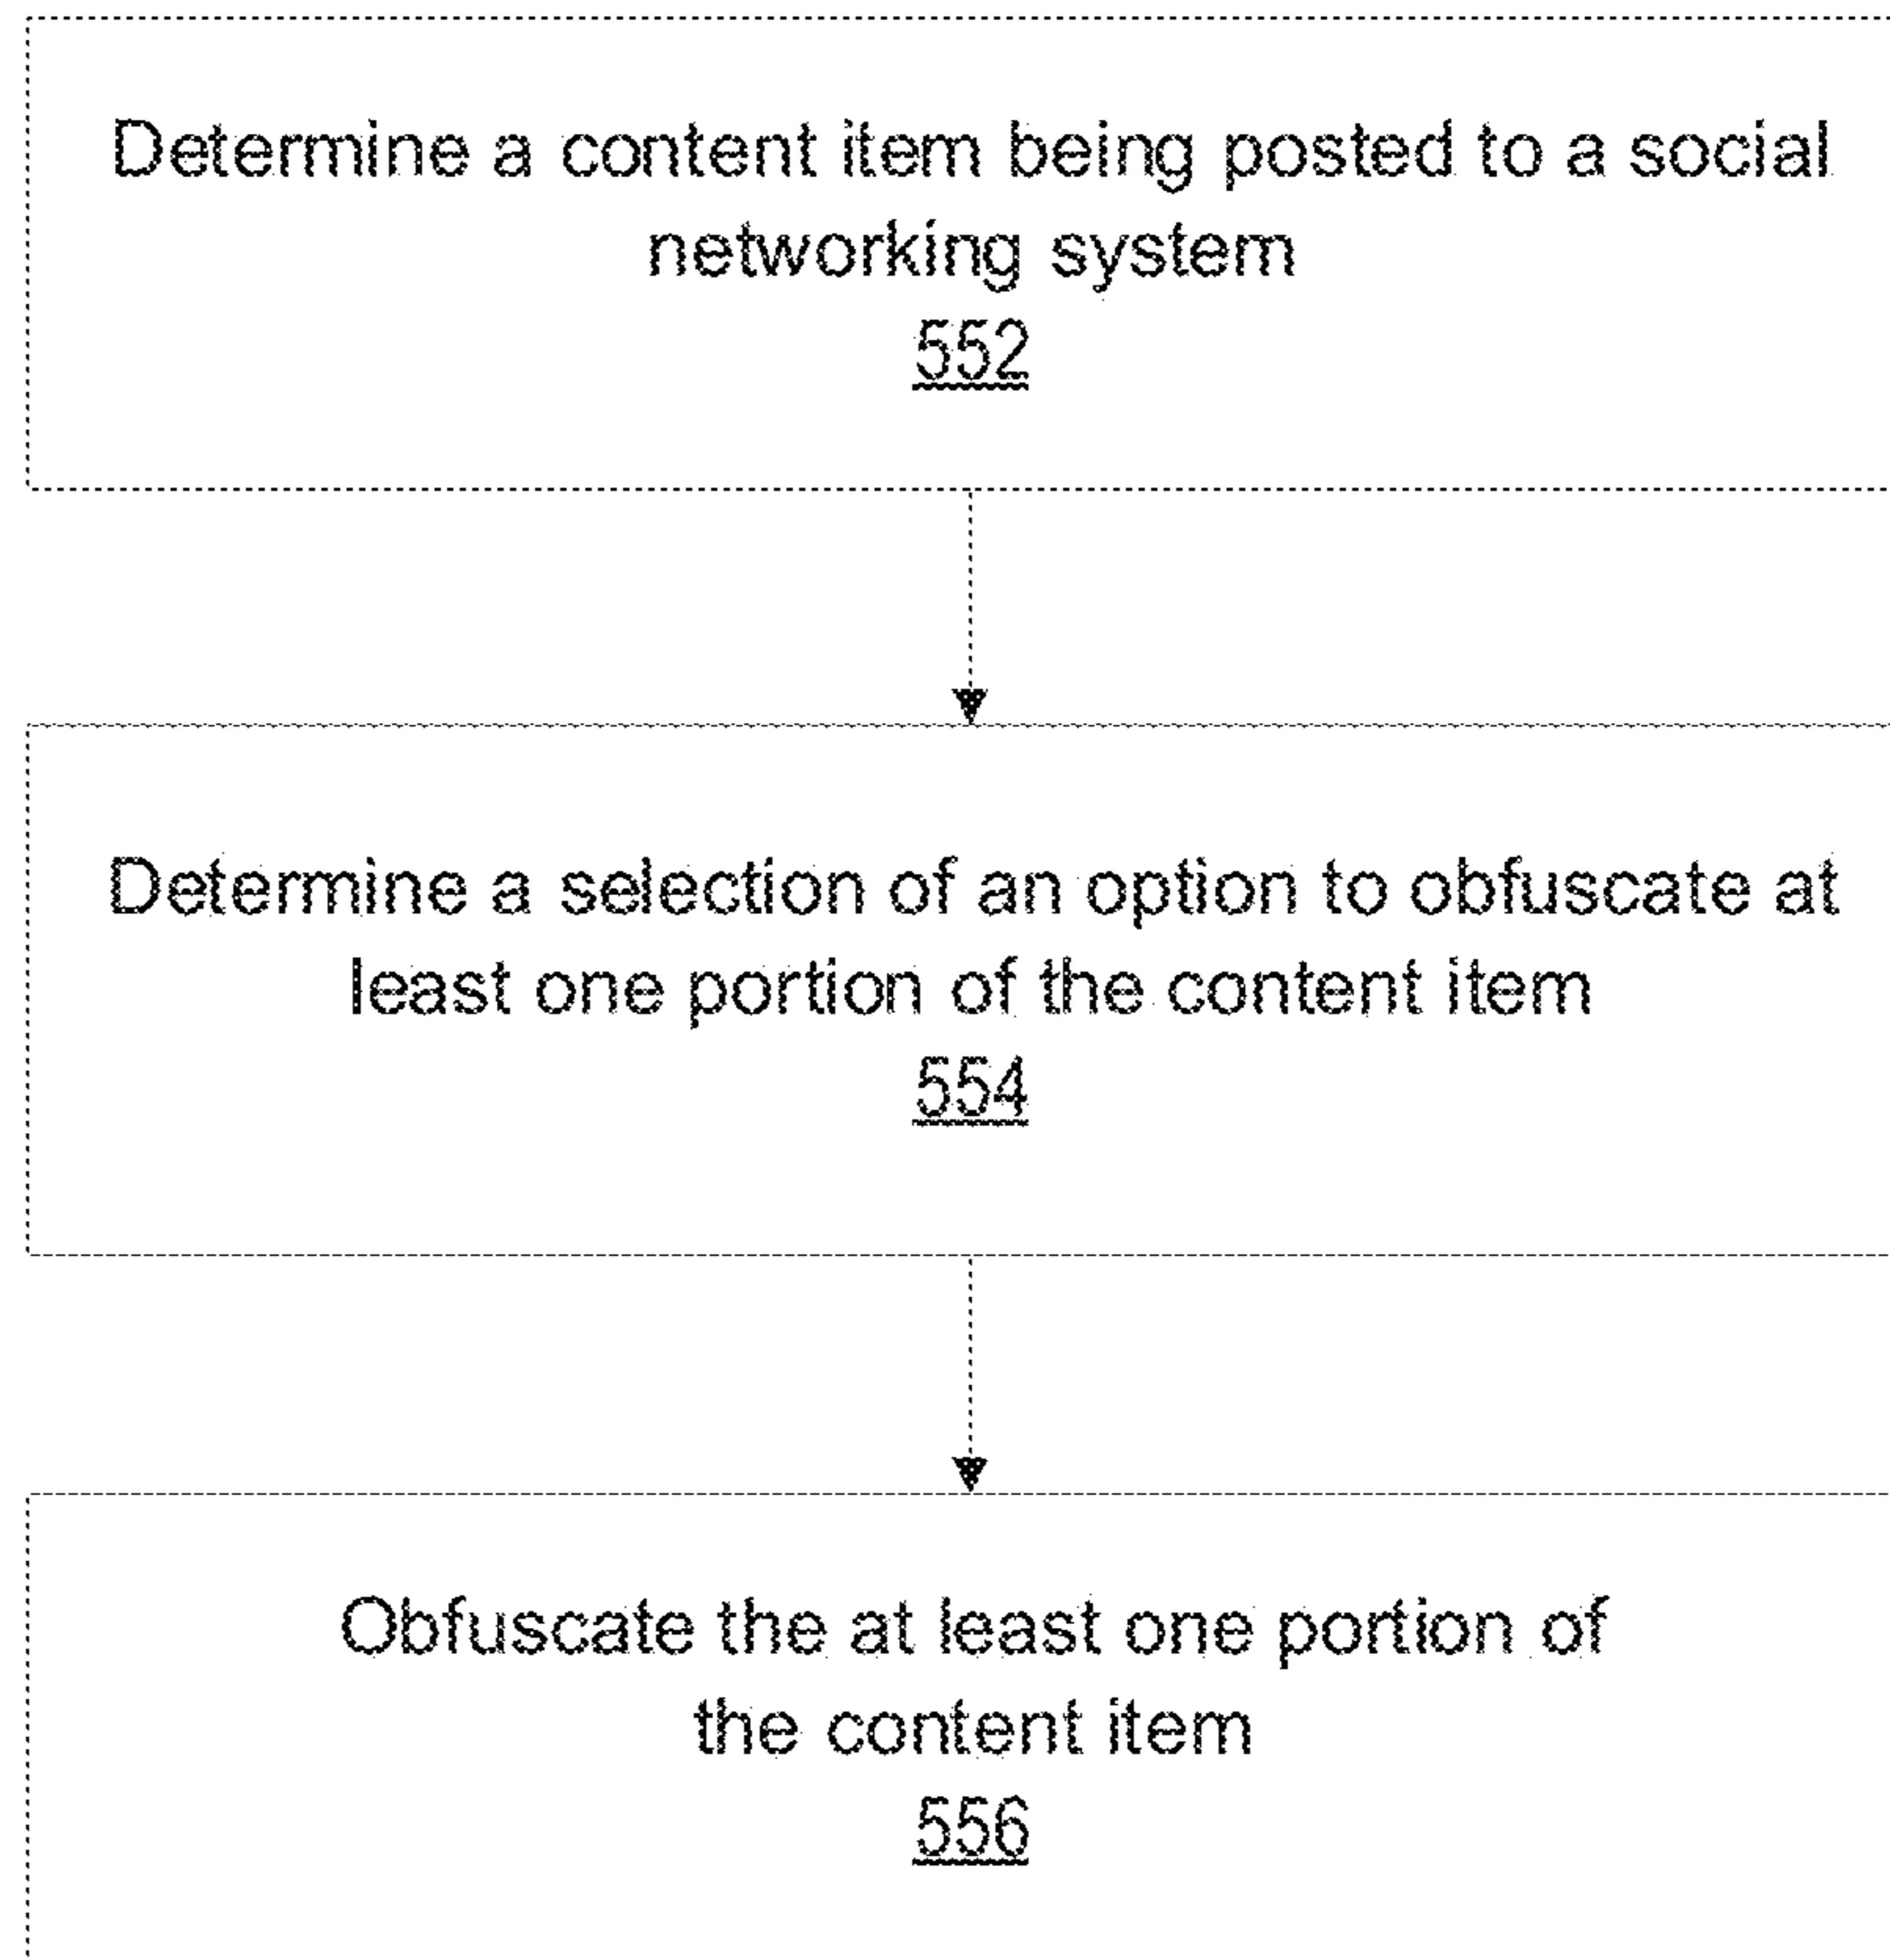 Determine a content item being posted to a social
networking system
552
Determine a selection of an option to obfuscate at
least one portion of the content item
554
Obfuscate the at least one portion of
the content item
556